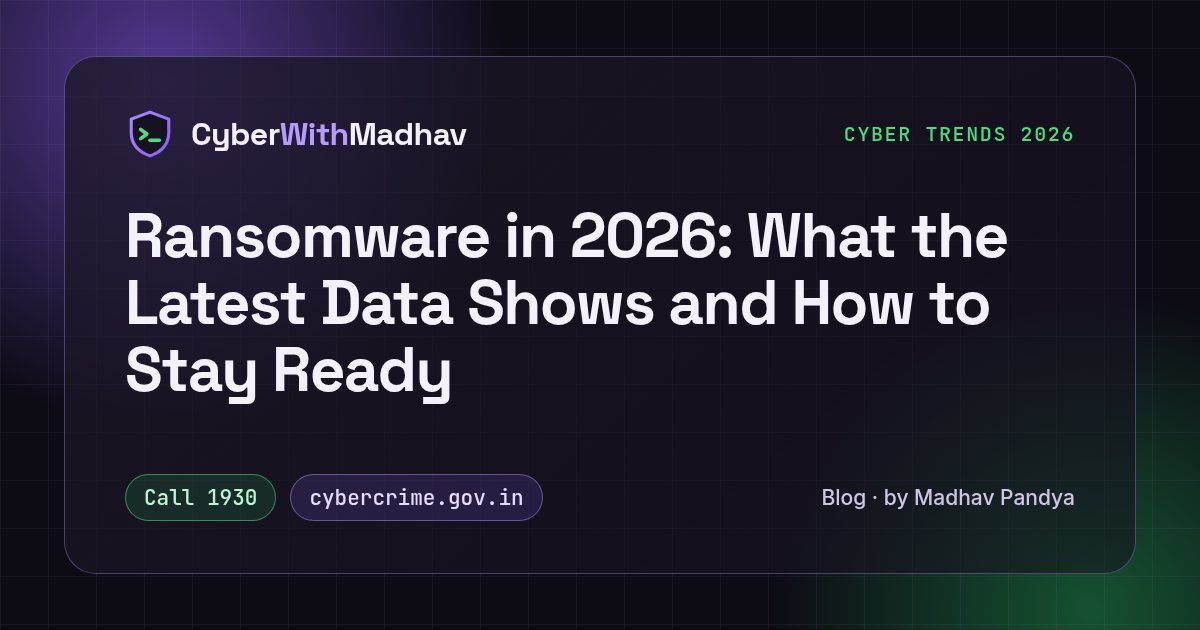 CyberWithMadhav
CYBER TRENDS 2026
Ransomware in 2026: What the
Latest Data Shows and How to
Stay Ready
Call 1930
cybercrime.gov.in
Blog · by Madhav Pandya